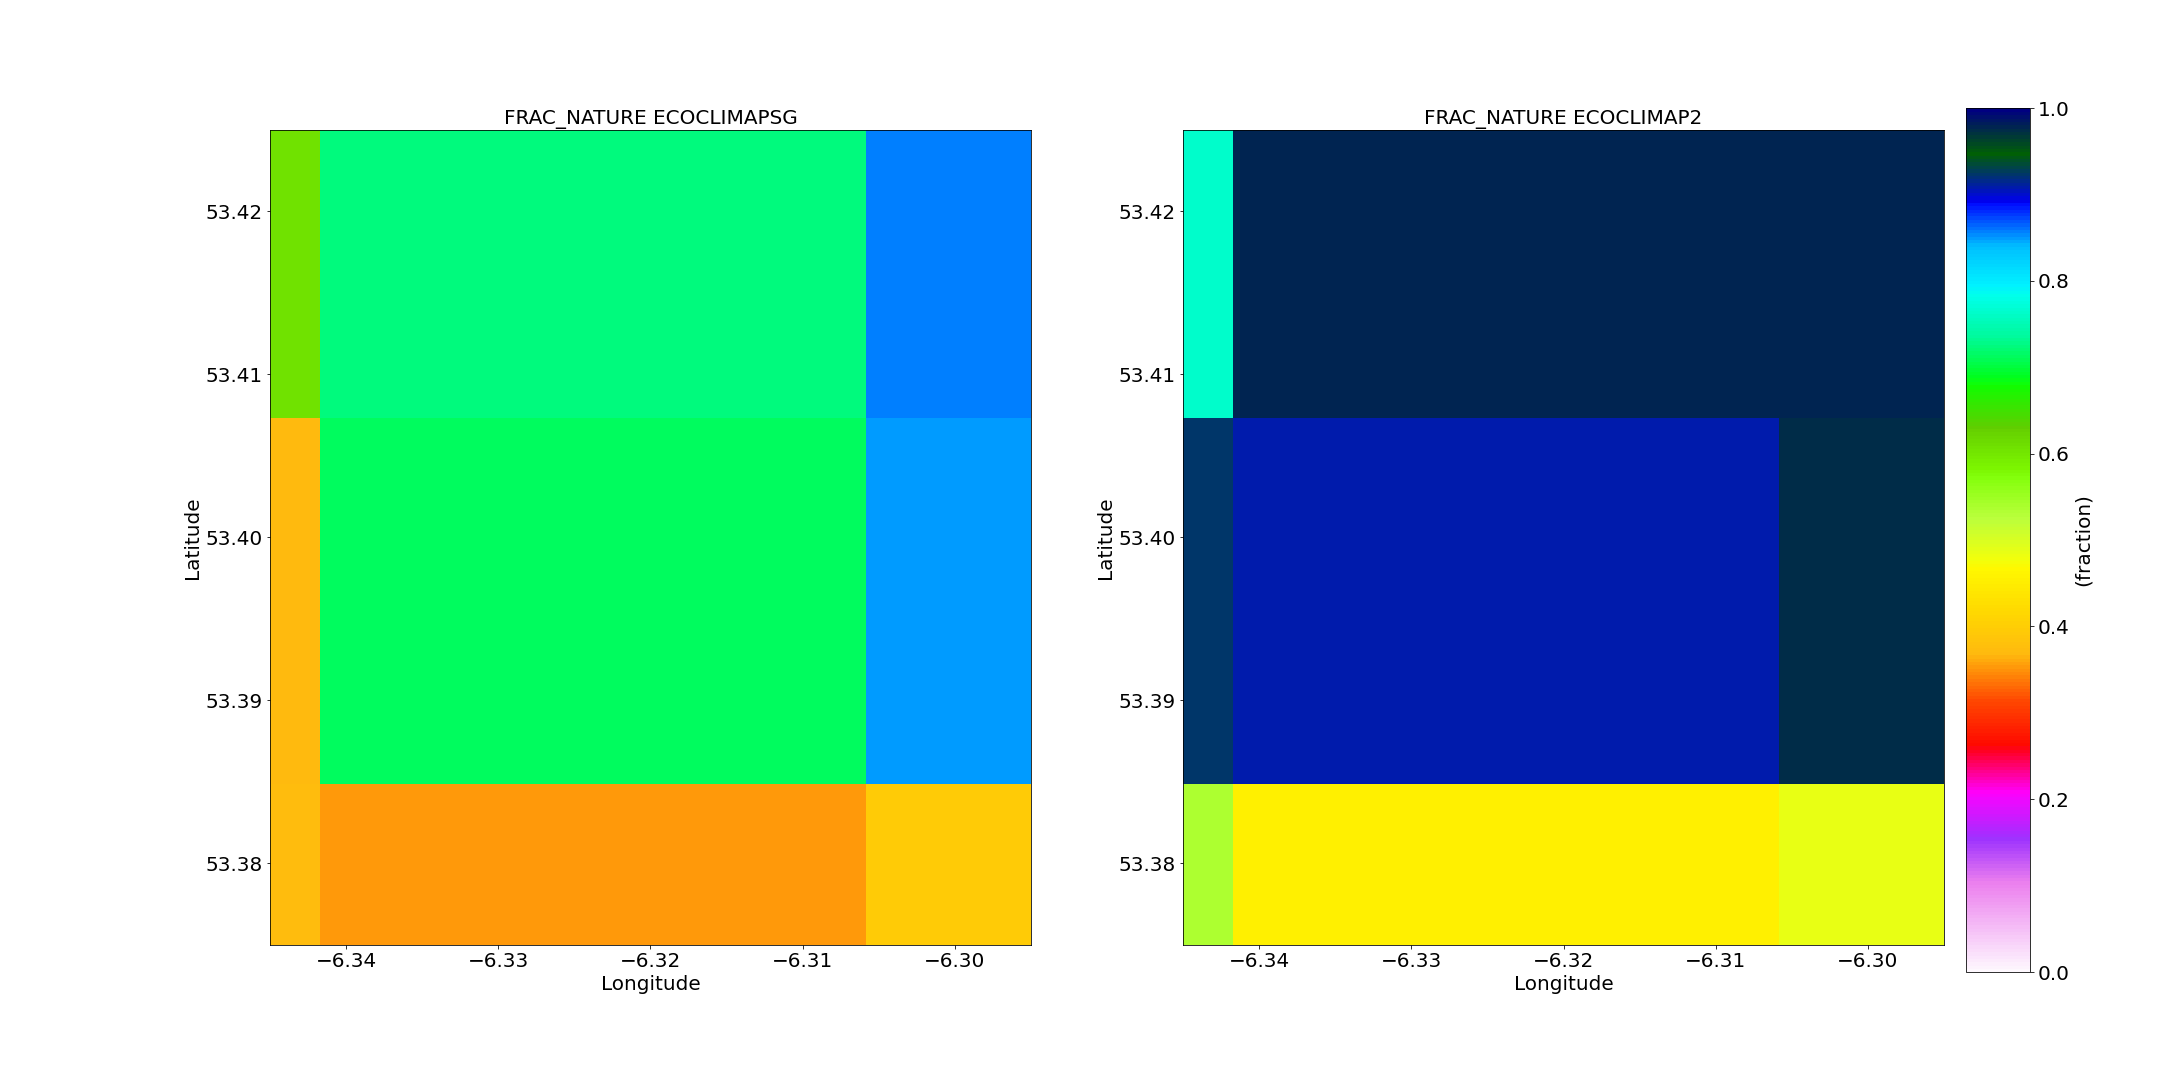 FRAC_NATURE ECOCLIMAPSG
53.42
53.41
53.40
53.39
53.38
Latitude
−6.34 −6.33 −6.32 −6.31 −6.30
Longitude
FRAC_NATURE ECOCLIMAP2
53.42
53.41
53.40
53.39
53.38
Latitude
−6.34 −6.33 −6.32 −6.31 −6.30
Longitude
1.0
0.8
0.6
0.4
0.2
0.0
(fraction)